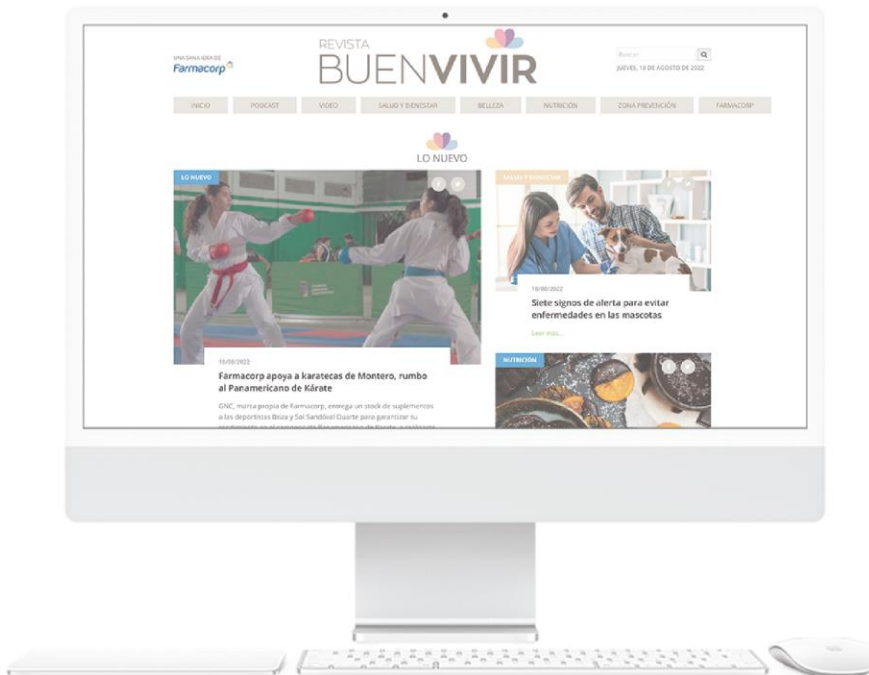 UNA SANA IDEA DE
Farmacorp
REVISTA
BUENVIVIR
Buscar
JUEVES, 18 DE AGOSTO DE 2022
INICIO
PODCAST
VIDEO
SALUD Y BIENESTAR
BELLEZA
NUTRICIÓN
ZONA PREVENCIÓN
FARMACORP
LO NUEVO
LO NUEVO
SALUD Y BIENESTAR
18/08/2022
Siete signos de alerta para evitar
enfermedades en las mascotas
Leer más...
NUTRICIÓN
Farmacorp apoya a karatecas de Montero, rumbo
al Panamericano de Kárate
GNC, marca propia de Farmacorp, entrega un stock de suplementos
a las deportistas Briza y Sol Sandóval Duarte para garantizar su